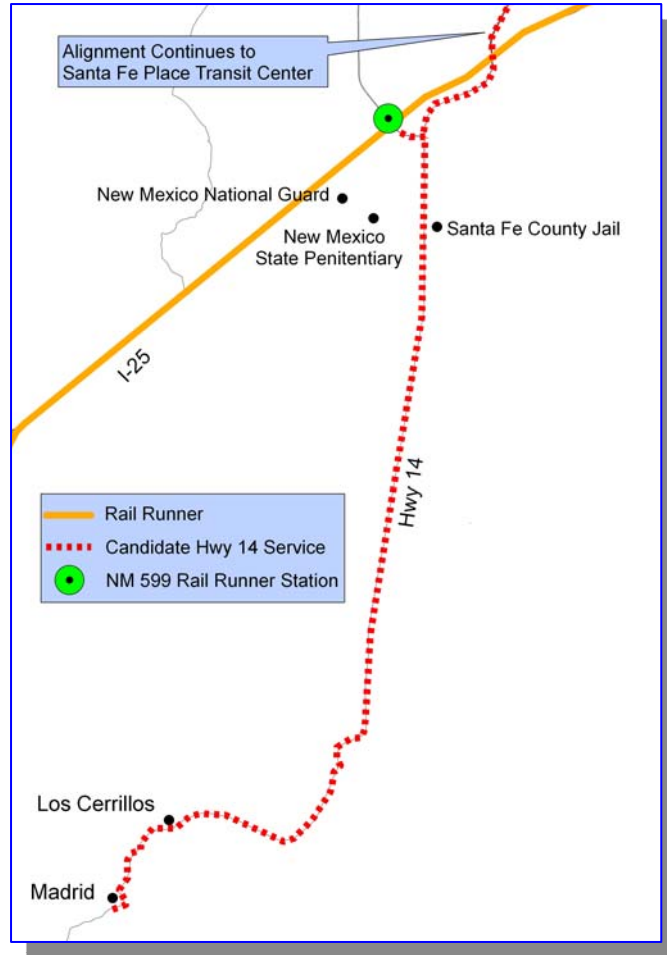 Alignment Continues to
Santa Fe Place Transit Center
New Mexico National Guard
New Mexico
State Penitentiary
Santa Fe County Jail
I-25
Hwy 14
Rail Runner
Candidate Hwy 14 Service
NM 599 Rail Runner Station
Los Cerrillos
Madrid